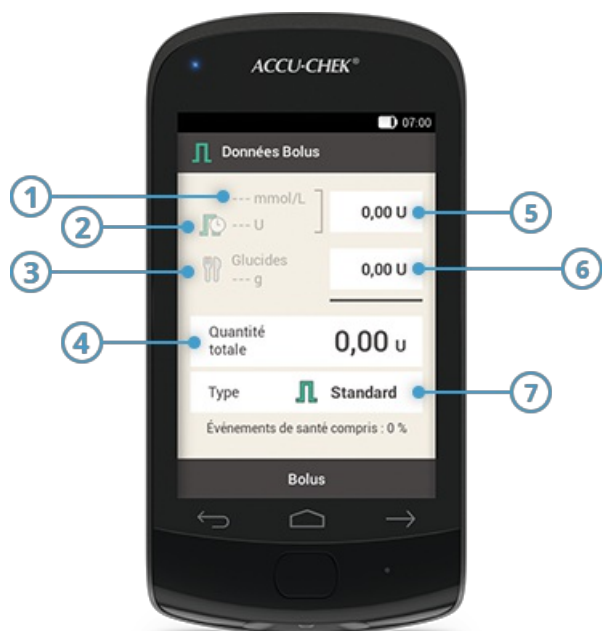 ACCU-CHEK®
07:00
Données Bolus
1
--- mmol/L
2
--- U
0,00 U
5
3
Glucides
--- g
0,00 U
6
4
Quantité
totale
0,00 U
Type
Standard
7
Événements de santé compris : 0 %
Bolus